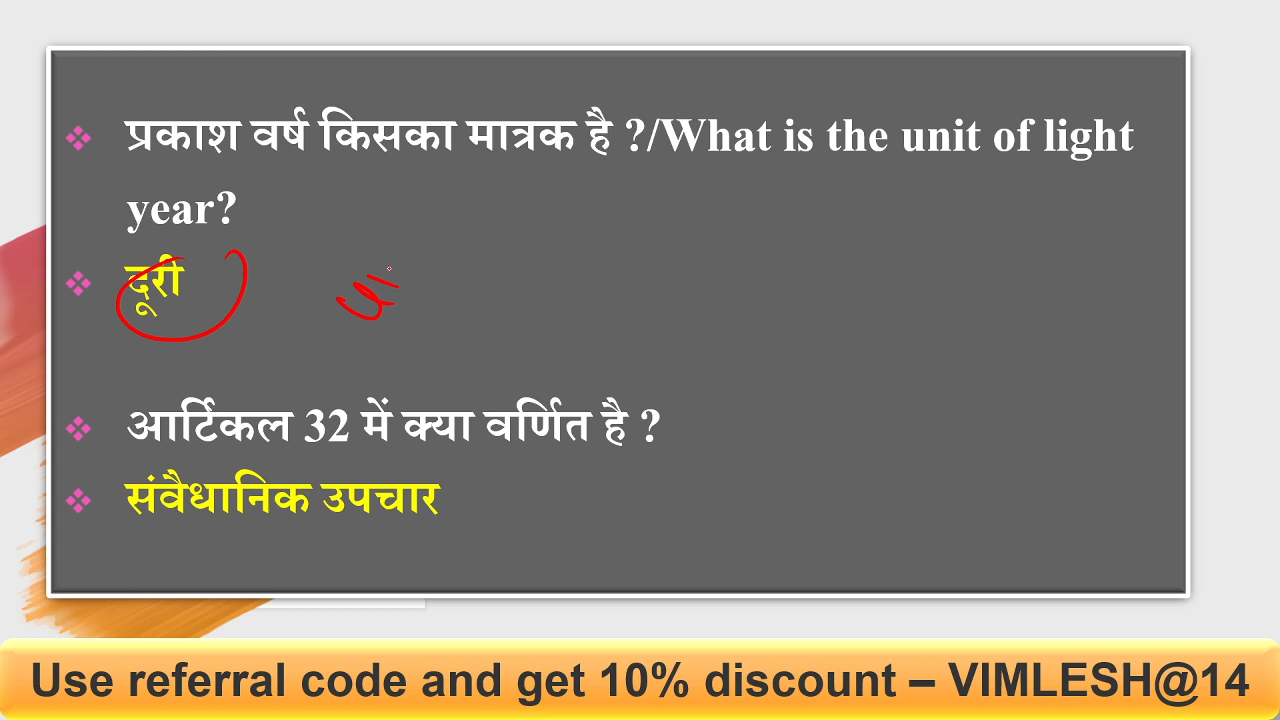 प्रकाश वर्ष किसका मात्रक है ?/What is the unit of light
year?
दूरी
आर्टिकल 32 में क्या वर्णित है ?
संवैधानिक उपचार
Use referral code and get 10% discount – VIMLESH@14